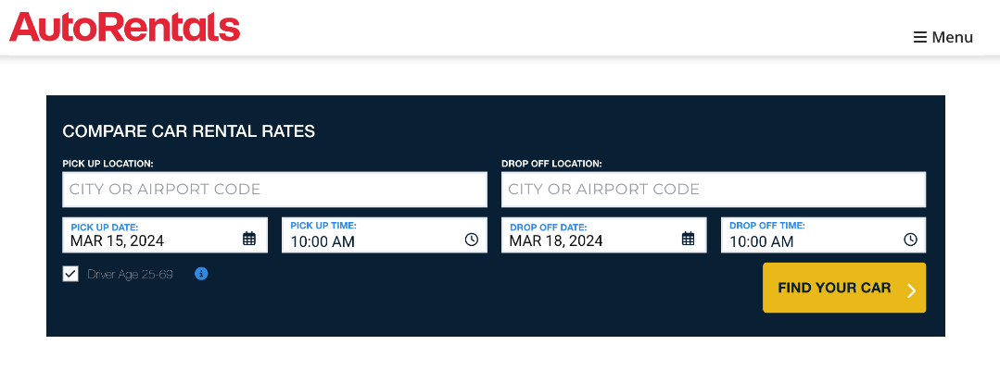 AutoRentals
Menu
COMPARE CAR RENTAL RATES
PICK UP LOCATION:
CITY OR AIRPORT CODE
DROP OFF LOCATION:
CITY OR AIRPORT CODE
PICK UP DATE:
MAR 15, 2024
PICK UP TIME:
10:00 AM
DROP OFF DATE:
MAR 18, 2024
DROP OFF TIME:
10:00 AM
Driver Age 25-69
FIND YOUR CAR